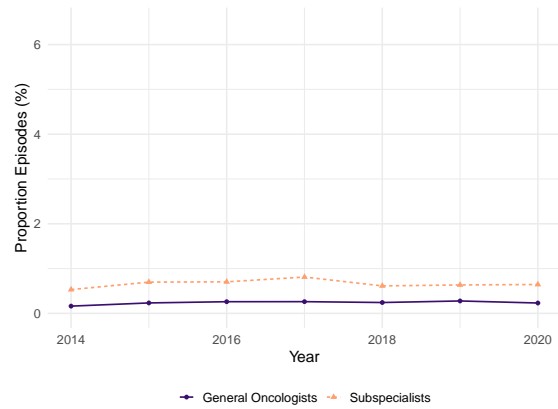 6
4
2
0
Proportion Episodes (%)
2014 2016 2018 2020
Year
General Oncologists Subspecialists